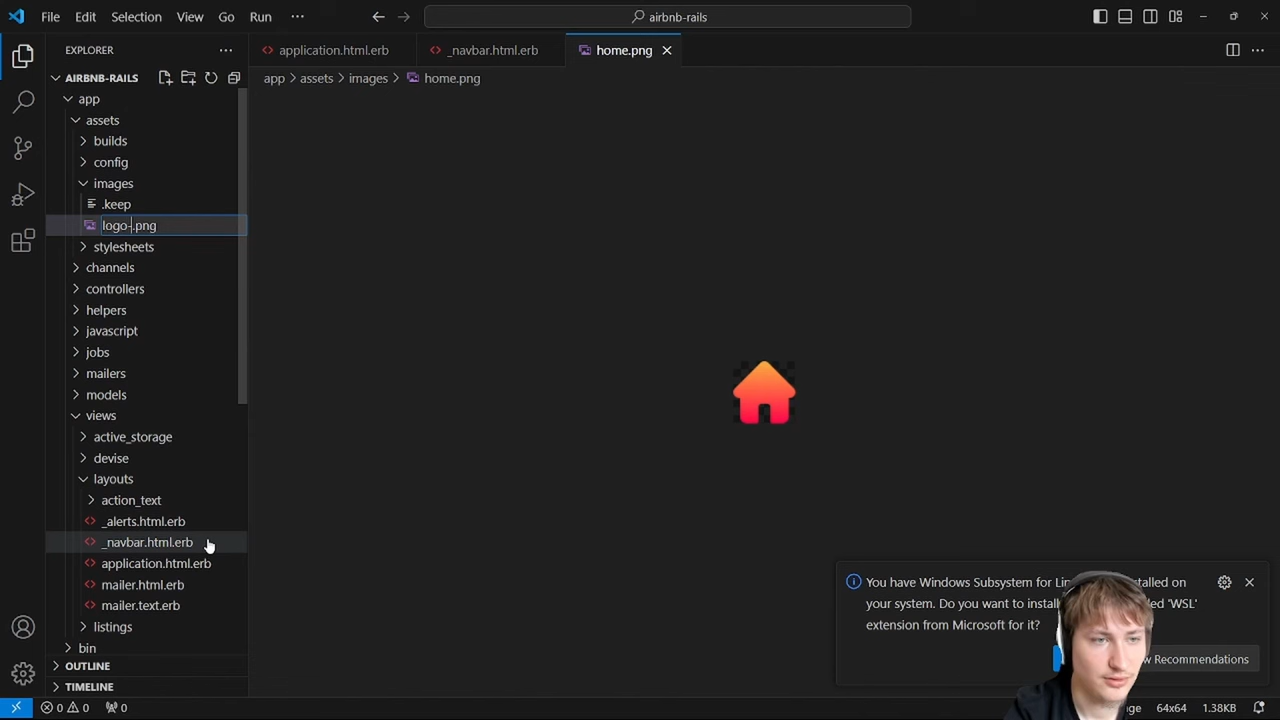 File Edit Selection View Go Run ··· airbnb-rails
EXPLORER ··· application.html.erb _navbar.html.erb home.png
AIRBNB-RAILS app > assets > images > home.png
app
assets
builds
config
images
.keep
logo-.png
stylesheets
channels
controllers
helpers
javascript
jobs
mailers
models
views
active_storage
devise
layouts
action_text
_alerts.html.erb
_navbar.html.erb
application.html.erb
mailer.html.erb
mailer.text.erb
listings
bin
OUTLINE
TIMELINE
You have Windows Subsystem for installed on
your system. Do you want to 'WSL'
extension from Microsoft for it?
Recommendations
0 0 0 64x64 1.38KB